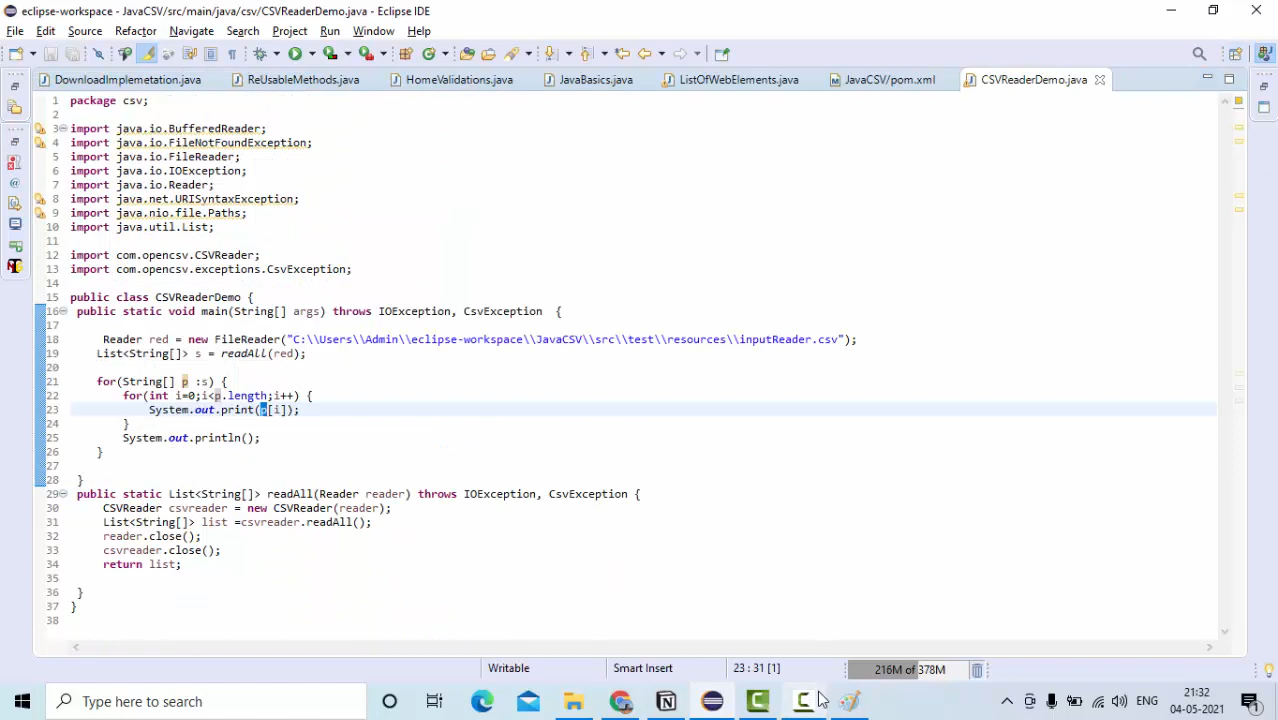 eclipse-workspace - JavaCSV/src/main/java/csv/CSVReaderDemo.java - Eclipse IDE
File Edit Source Refactor Navigate Search Project Run Window Help
DownloadImplemetation.java ReUsableMethods.java HomeValidations.java JavaBasics.java ListOfWebElements.java JavaCSV/pom.xml CSVReaderDemo.java
1 package csv;
2
3 import java.io.BufferedReader;
4 import java.io.FileNotFoundException;
5 import java.io.FileReader;
6 import java.io.IOException;
7 import java.io.Reader;
8 import java.net.URISyntaxException;
9 import java.nio.file.Paths;
10 import java.util.List;
11
12 import com.opencsv.CSVReader;
13 import com.opencsv.exceptions.CsvException;
14
15 public class CSVReaderDemo {
16 public static void main(String[] args) throws IOException, CsvException {
17
18 Reader red = new FileReader("C:\\Users\\Admin\\eclipse-workspace\\JavaCSV\\src\\test\\resources\\inputReader.csv");
19 List<String[]> s = readAll(red);
20
21 for(String[] p :s) {
22 for(int i=0;i<p.length;i++) {
23 System.out.print(p[i]);
24 }
25 System.out.println();
26 }
27
28 }
29 public static List<String[]> readAll(Reader reader) throws IOException, CsvException {
30 CSVReader csvreader = new CSVReader(reader);
31 List<String[]> list =csvreader.readAll();
32 reader.close();
33 csvreader.close();
34 return list;
35
36 }
37 }
38
Writable Smart Insert 23 : 31 [1] 216M of 378M
Type here to search ENG 21:32
04-05-2021 1